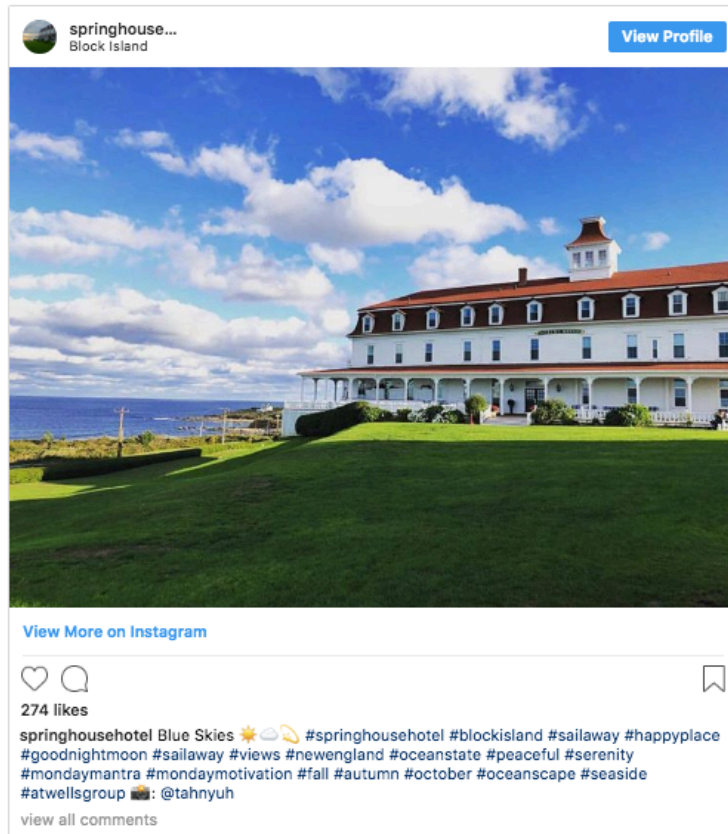 springhouse...
Block Island
View Profile
View More on Instagram
274 likes
springhousehotel Blue Skies ☀️☁️💫 #springhousehotel #blockisland #sailaway #happyplace
#goodnightmoon #sailaway #views #newengland #oceanstate #peaceful #serenity
#mondaymantra #mondaymotivation #fall #autumn #october #oceanscape #seaside
#atwellsgroup 📸: @tahnyuh
view all comments